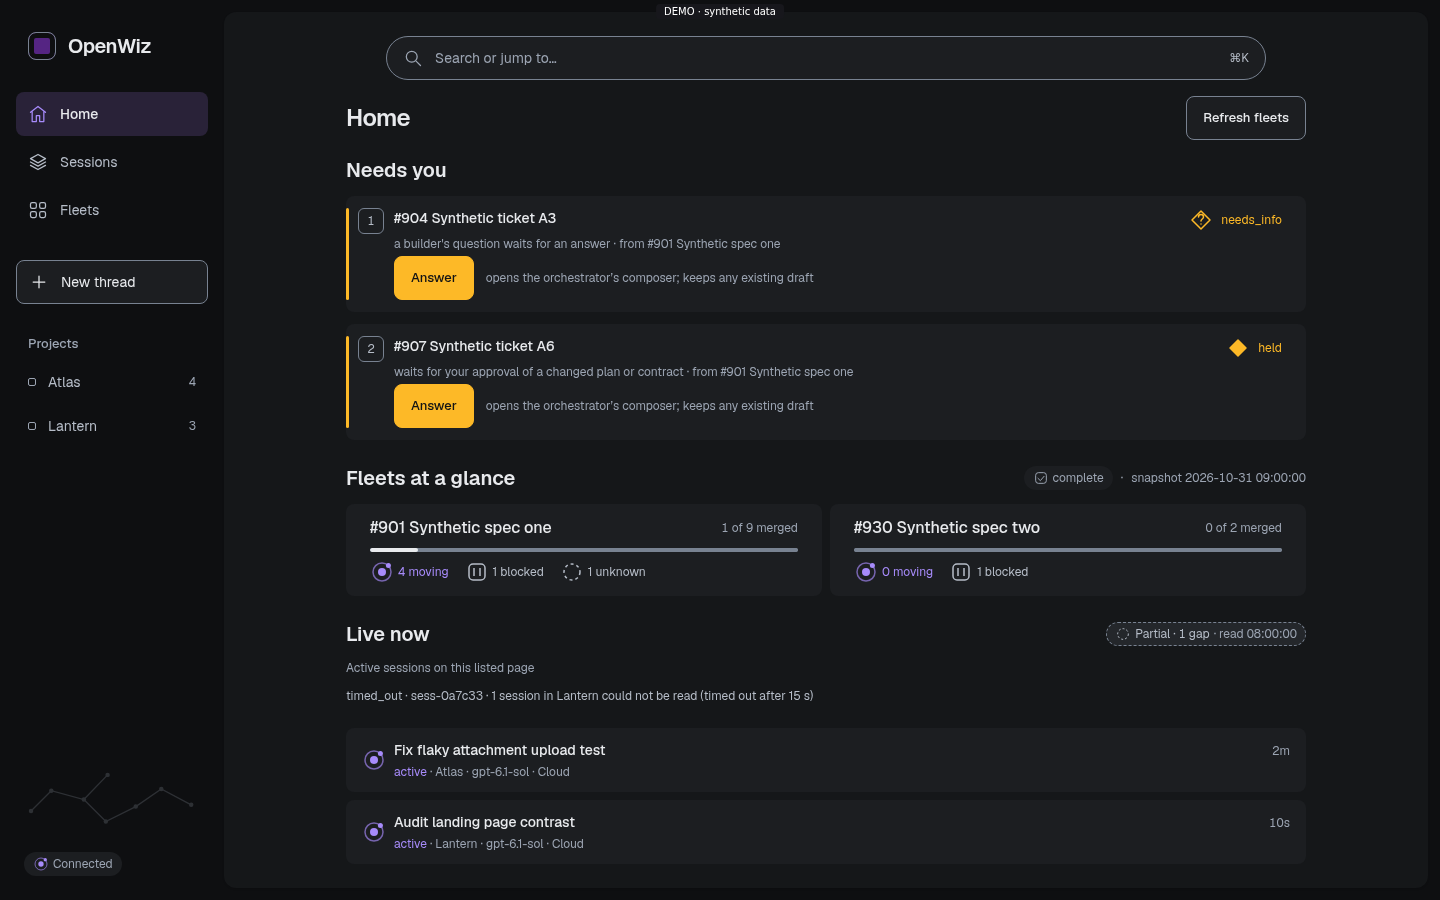 DEMO · synthetic data
OpenWiz
Search or jump to...
⌘K
Home
Sessions
Fleets
New thread
Projects
Atlas 4
Lantern 3
Connected
Home
Refresh fleets
Needs you
1 #904 Synthetic ticket A3 needs_info
a builder's question waits for an answer · from #901 Synthetic spec one
Answer opens the orchestrator's composer; keeps any existing draft
2 #907 Synthetic ticket A6 held
waits for your approval of a changed plan or contract · from #901 Synthetic spec one
Answer opens the orchestrator's composer; keeps any existing draft
Fleets at a glance complete · snapshot 2026-10-31 09:00:00
#901 Synthetic spec one 1 of 9 merged
4 moving 1 blocked 1 unknown
#930 Synthetic spec two 0 of 2 merged
0 moving 1 blocked
Live now Partial · 1 gap · read 08:00:00
Active sessions on this listed page
timed_out · sess-0a7c33 · 1 session in Lantern could not be read (timed out after 15 s)
Fix flaky attachment upload test 2m
active · Atlas · gpt-6.1-sol · Cloud
Audit landing page contrast 10s
active · Lantern · gpt-6.1-sol · Cloud